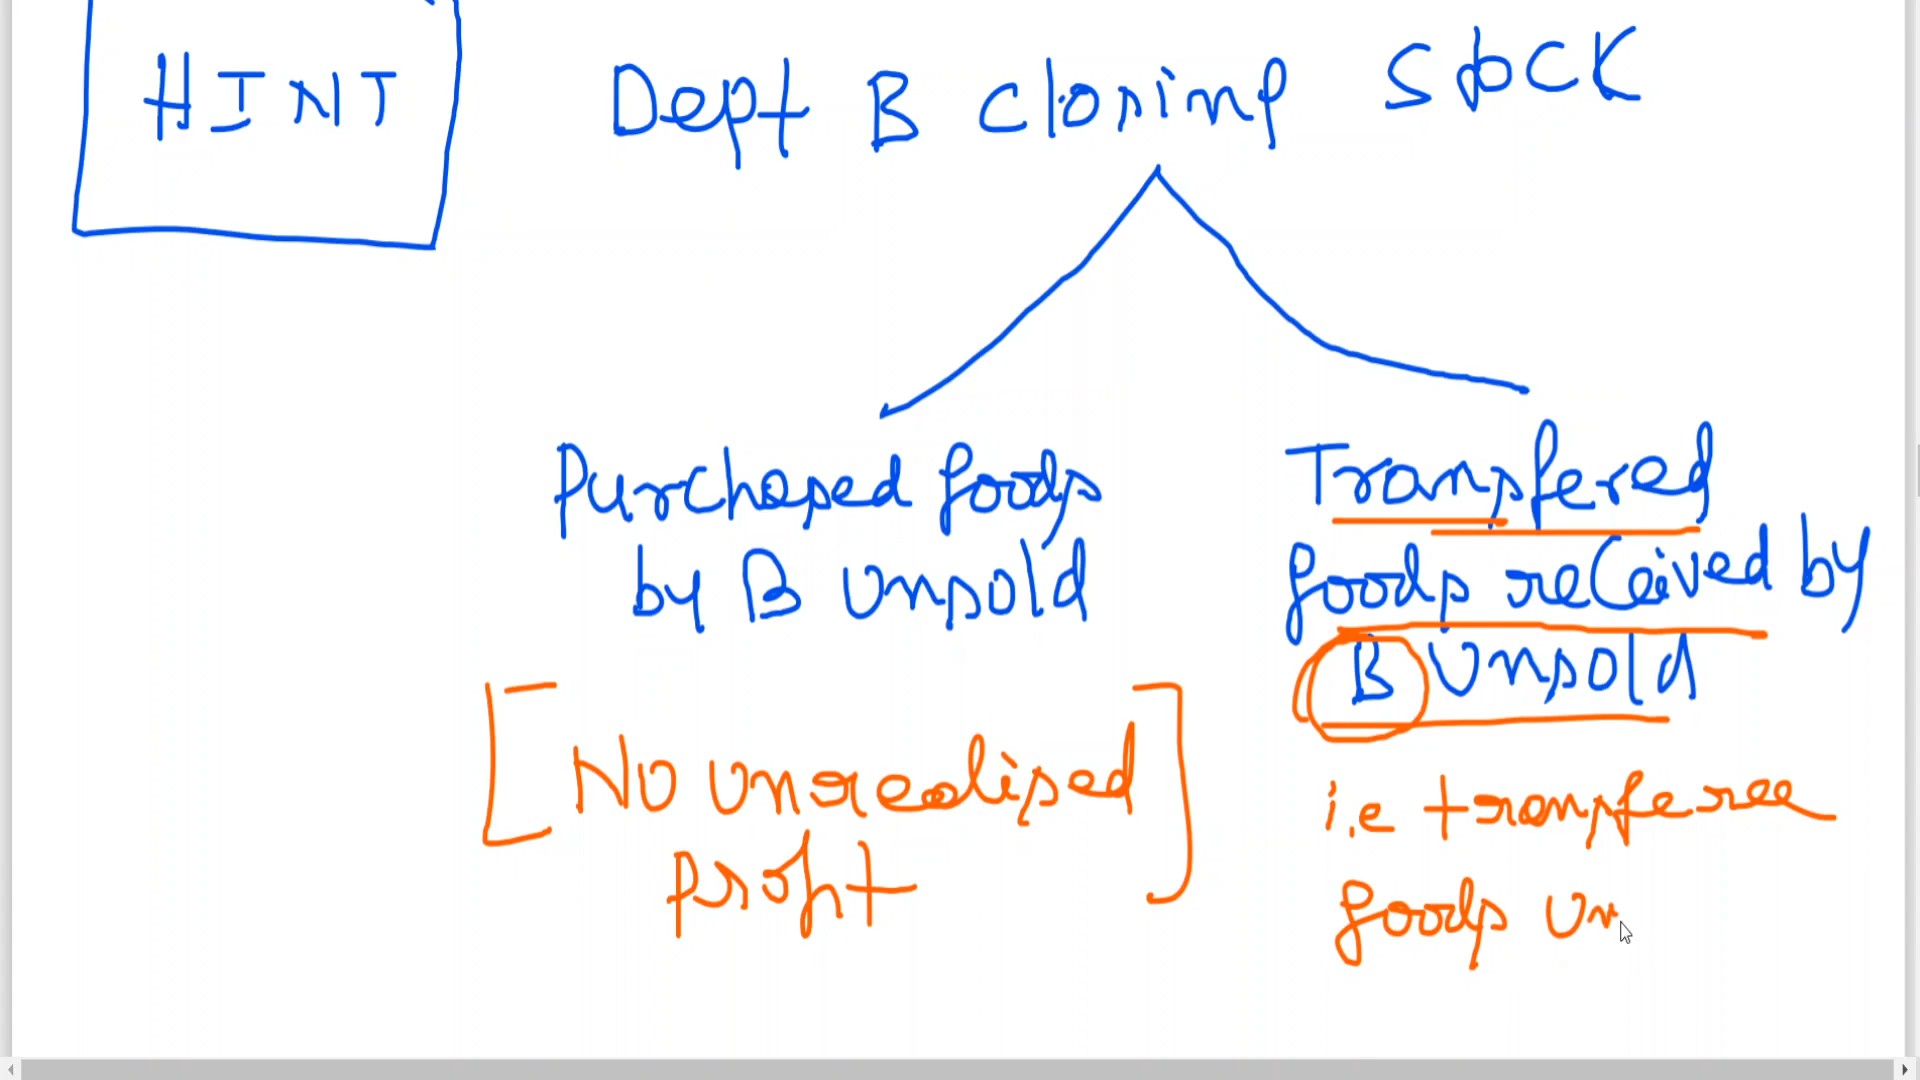 HINT
Dept B closing stock
Purchased goods
by B unsold
[No unrealised
profit]
Transfered
goods received by
B unsold
i.e transferee
goods un